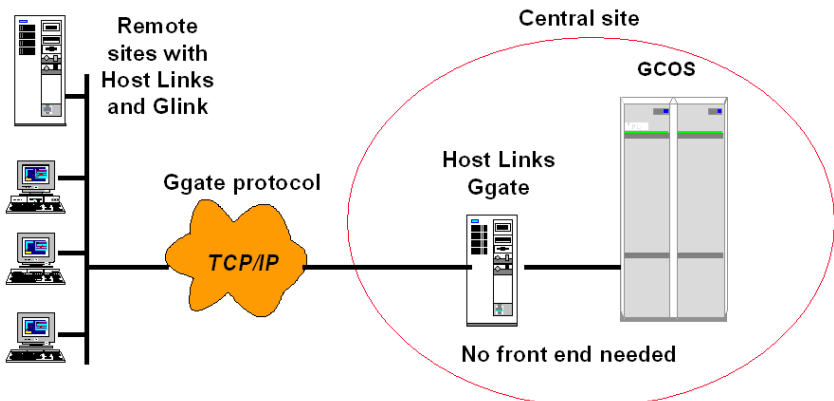 Remote
sites with
Host Links
and Glink
Ggate protocol
TCP/IP
Central site
GCOS
Host Links
Ggate
No front end needed